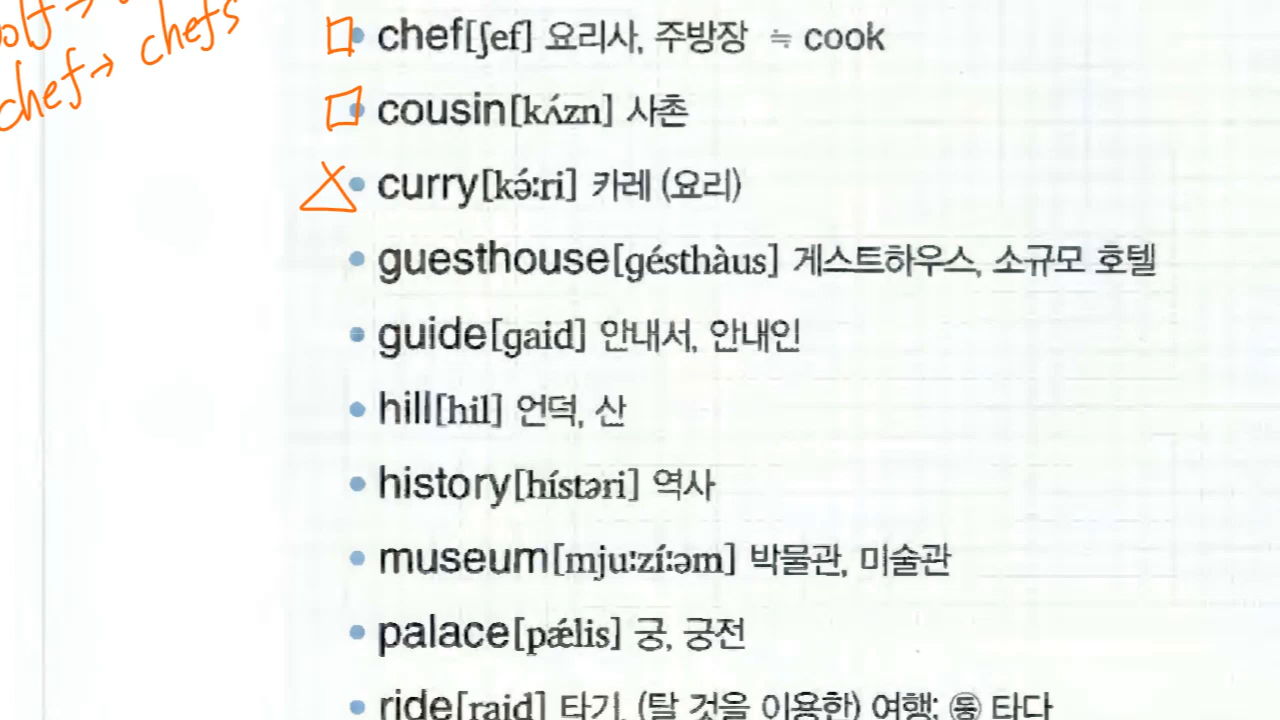 chef → chefs
• chef[ʃef] 요리사, 주방장 ≒ cook
• cousin[kʌ́zn] 사촌
• curry[kə́ːri] 카레 (요리)
• guesthouse[gésthàus] 게스트하우스, 소규모 호텔
• guide[gaid] 안내서, 안내인
• hill[hil] 언덕, 산
• history[hístəri] 역사
• museum[mjuːzíːəm] 박물관, 미술관
• palace[pǽlis] 궁, 궁전
• ride[raid] 타기, (탈 것을 이용한) 여행; ㊌ 타다